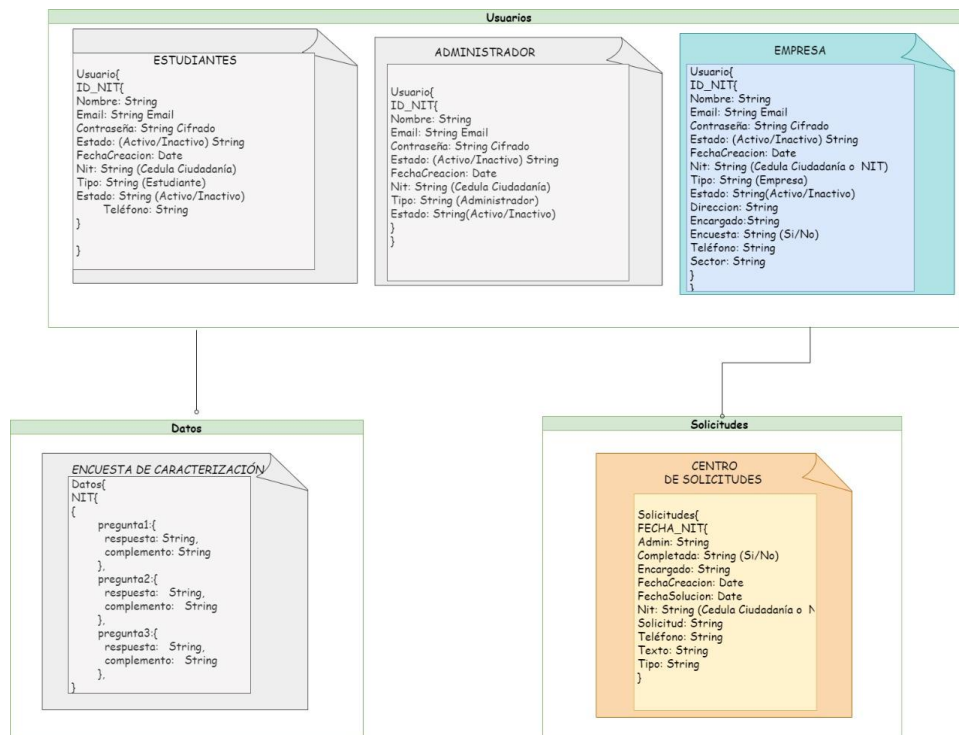 Usuarios
ESTUDIANTES
Usuario{
ID_NIT{
Nombre: String
Email: String Email
Contraseña: String Cifrado
Estado: (Activo/Inactivo) String
FechaCreacion: Date
Nit: String (Cedula Ciudadanía)
Tipo: String (Estudiante)
Estado: String (Activo/Inactivo)
Teléfono: String
}
}
ADMINISTRADOR
Usuario{
ID_NIT{
Nombre: String
Email: String Email
Contraseña: String Cifrado
Estado: (Activo/Inactivo) String
FechaCreacion: Date
Nit: String (Cedula Ciudadanía)
Tipo: String (Administrador)
Estado: String(Activo/Inactivo)
}
}
EMPRESA
Usuario{
ID_NIT{
Nombre: String
Email: String Email
Contraseña: String Cifrado
Estado: (Activo/Inactivo) String
FechaCreacion: Date
Nit: String (Cedula Ciudadanía o NIT)
Tipo: String (Empresa)
Estado: String(Activo/Inactivo)
Direccion: String
Encargado:String
Encuesta: String (Si/No)
Teléfono: String
Sector: String
}
}
Datos
ENCUESTA DE CARACTERIZACIÓN
Datos{
NIT{
{
pregunta1:{
respuesta: String,
complemento: String
},
pregunta2:{
respuesta: String,
complemento: String
},
pregunta3:{
respuesta: String,
complemento: String
},
}
Solicitudes
CENTRO
DE SOLICITUDES
Solicitudes{
FECHA_NIT{
Admin: String
Completada: String (Si/No)
Encargado: String
FechaCreacion: Date
FechaSolucion: Date
Nit: String (Cedula Ciudadanía o N
Solicitud: String
Teléfono: String
Texto: String
Tipo: String
}